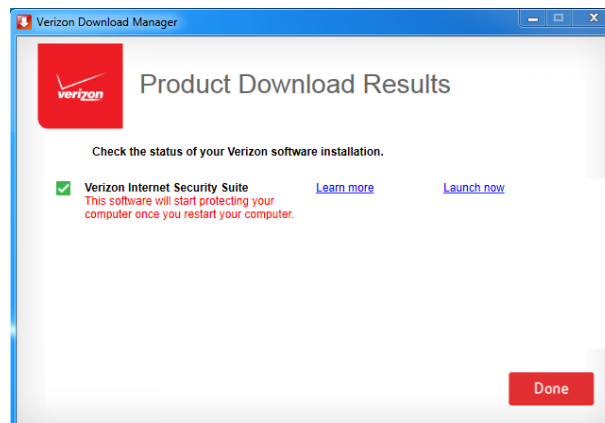 Verizon Download Manager
verizon
Product Download Results
Check the status of your Verizon software installation.
Verizon Internet Security Suite Learn more Launch now
This software will start protecting your
computer once you restart your computer.
Done